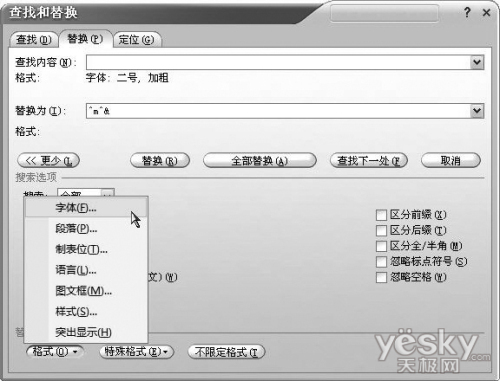 查找和替换
? ×
查找(D) 替换(P) 定位(G)
查找内容(N):
格式: 字体: 二号, 加粗
替换为(I): ^m^&
格式:
<< 更少(L) 替换(R) 全部替换(A) 查找下一处(F) 取消
搜索选项
搜索: 全部
字体(F)...
段落(P)...
制表位(T)...
语言(L)...
图文框(M)...
样式(S)...
突出显示(H)
文)(W)
区分前缀(X)
区分后缀(T)
区分全/半角(M)
忽略标点符号(S)
忽略空格(W)
替
格式(O) 特殊格式(E) 不限定格式(T)
yësky
天极网